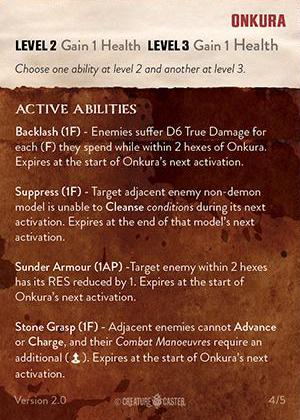 ONKURA
LEVEL 2 Gain 1 Health LEVEL 3 Gain 1 Health
Choose one ability at level 2 and another at level 3.
ACTIVE ABILITIES
Backlash (1F) - Enemies suffer D6 True Damage for
each (F) they spend while within 2 hexes of Onkura.
Expires at the start of Onkura's next activation.
Suppress (1F) - Target adjacent enemy non-demon
model is unable to Cleanse conditions during its next
activation. Expires at the end of that model's next
activation.
Sunder Armour (1AP) -Target enemy within 2 hexes
has its RES reduced by 1. Expires at the start of
Onkura's next activation.
Stone Grasp (1F) - Adjacent enemies cannot Advance
or Charge, and their Combat Manoeuvres require an
additional ( ). Expires at the start of Onkura's next
activation.
Version 2.0 © CREATURE CASTER 4/5